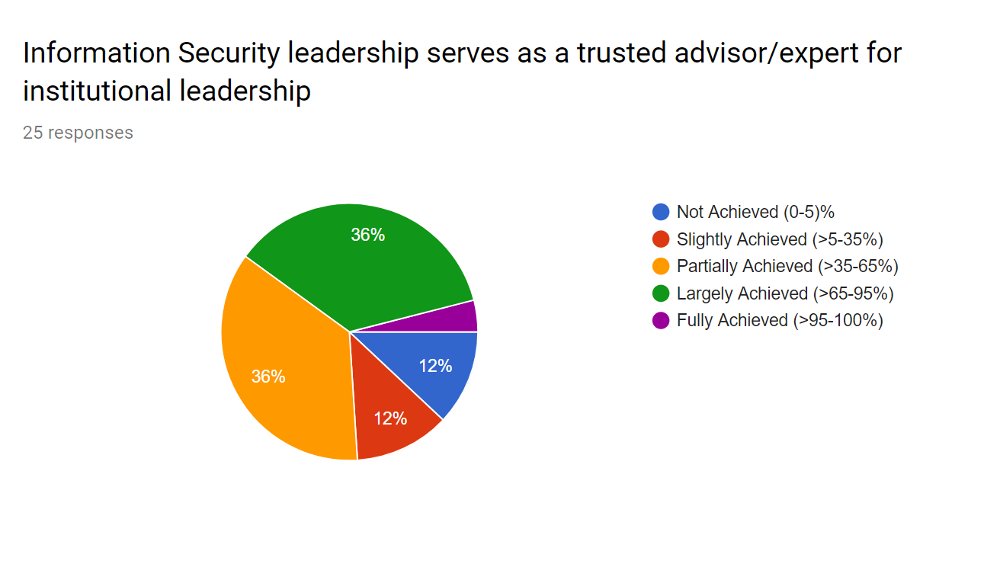 Information Security leadership serves as a trusted advisor/expert for
institutional leadership
25 responses
36%
36%
12%
12%
Not Achieved (0-5)%
Slightly Achieved (>5-35%)
Partially Achieved (>35-65%)
Largely Achieved (>65-95%)
Fully Achieved (>95-100%)